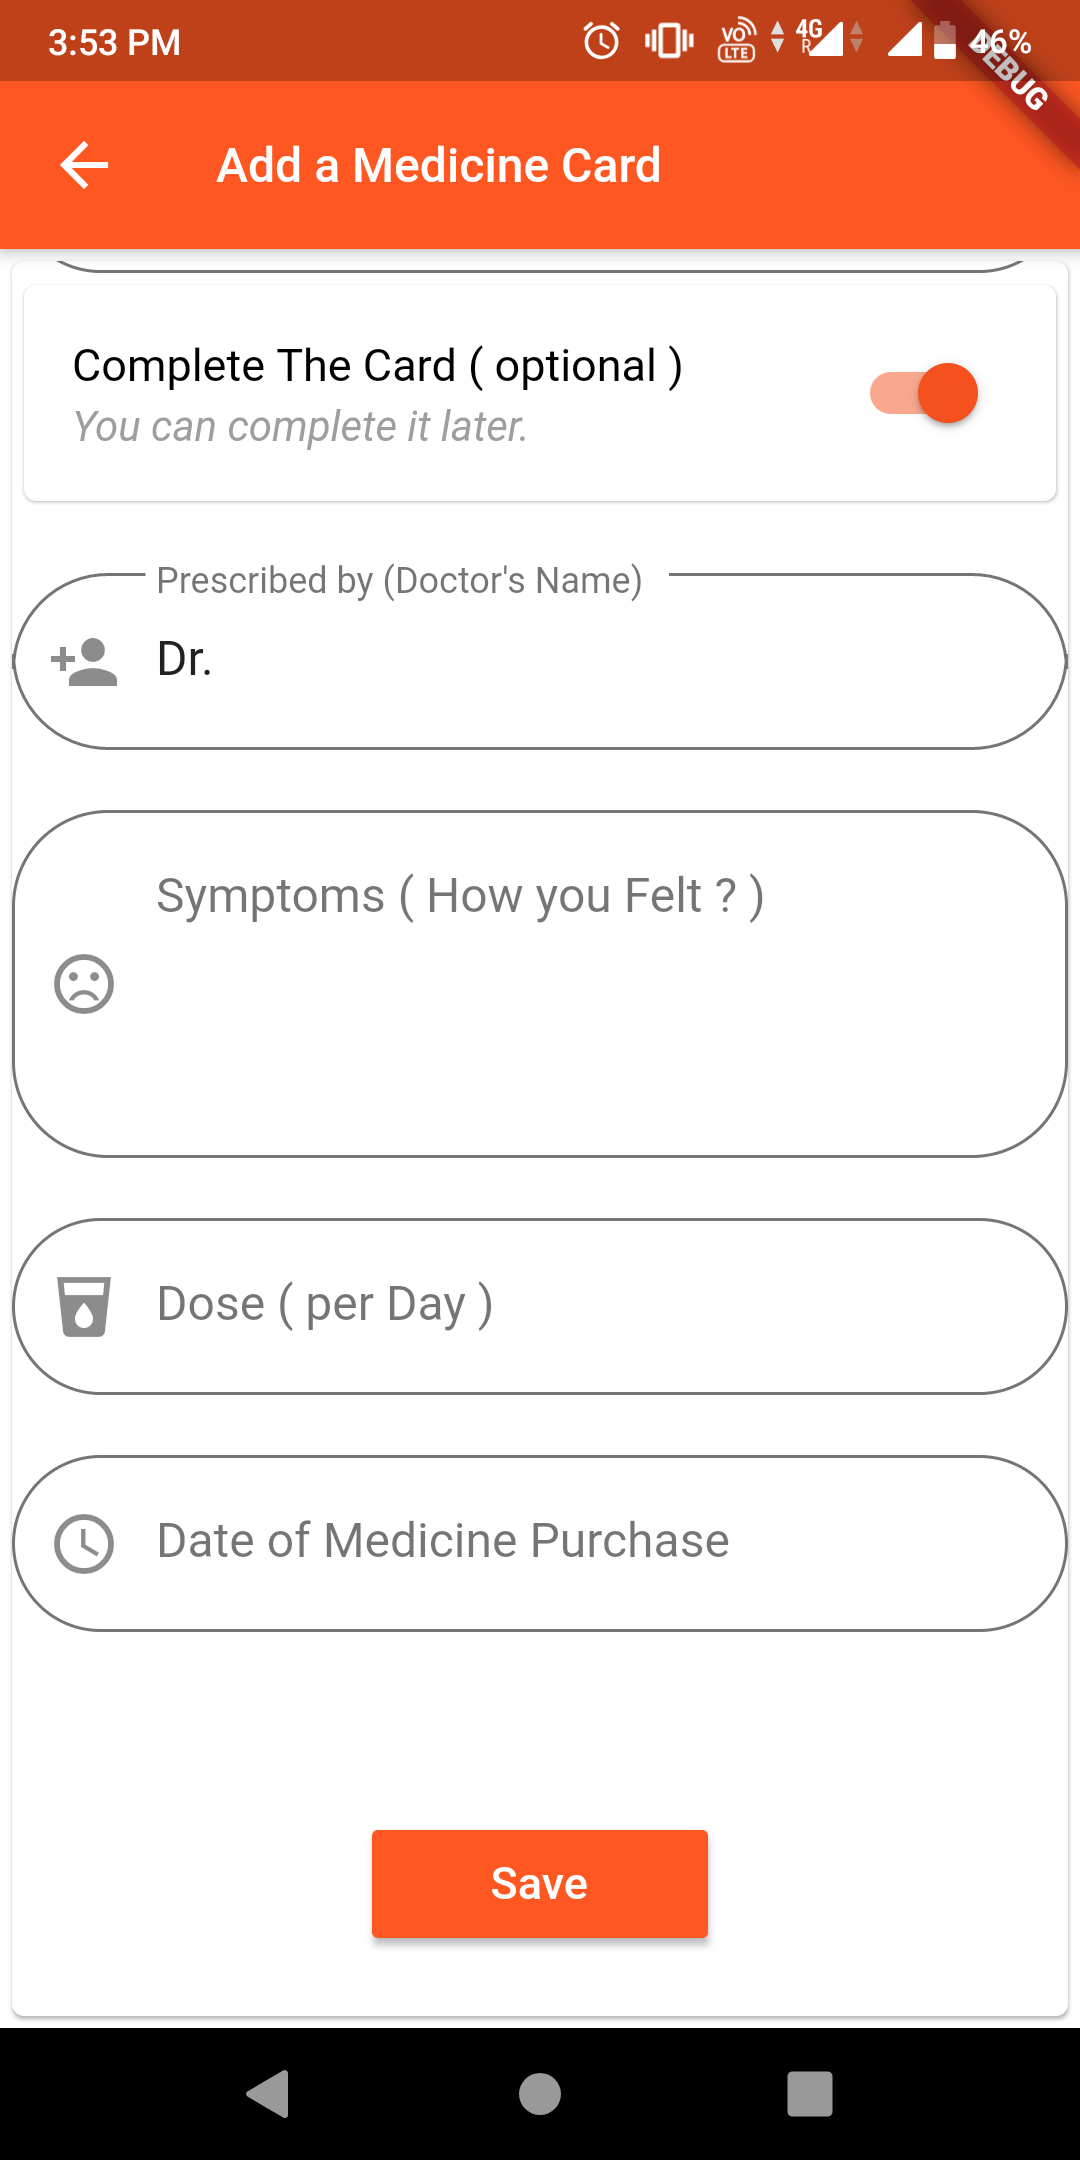 3:53 PM
VO LTE
4G
R
46%
DEBUG
Add a Medicine Card
Complete The Card ( optional )
You can complete it later.
Prescribed by (Doctor's Name)
Dr.
Symptoms ( How you Felt ? )
Dose ( per Day )
Date of Medicine Purchase
Save